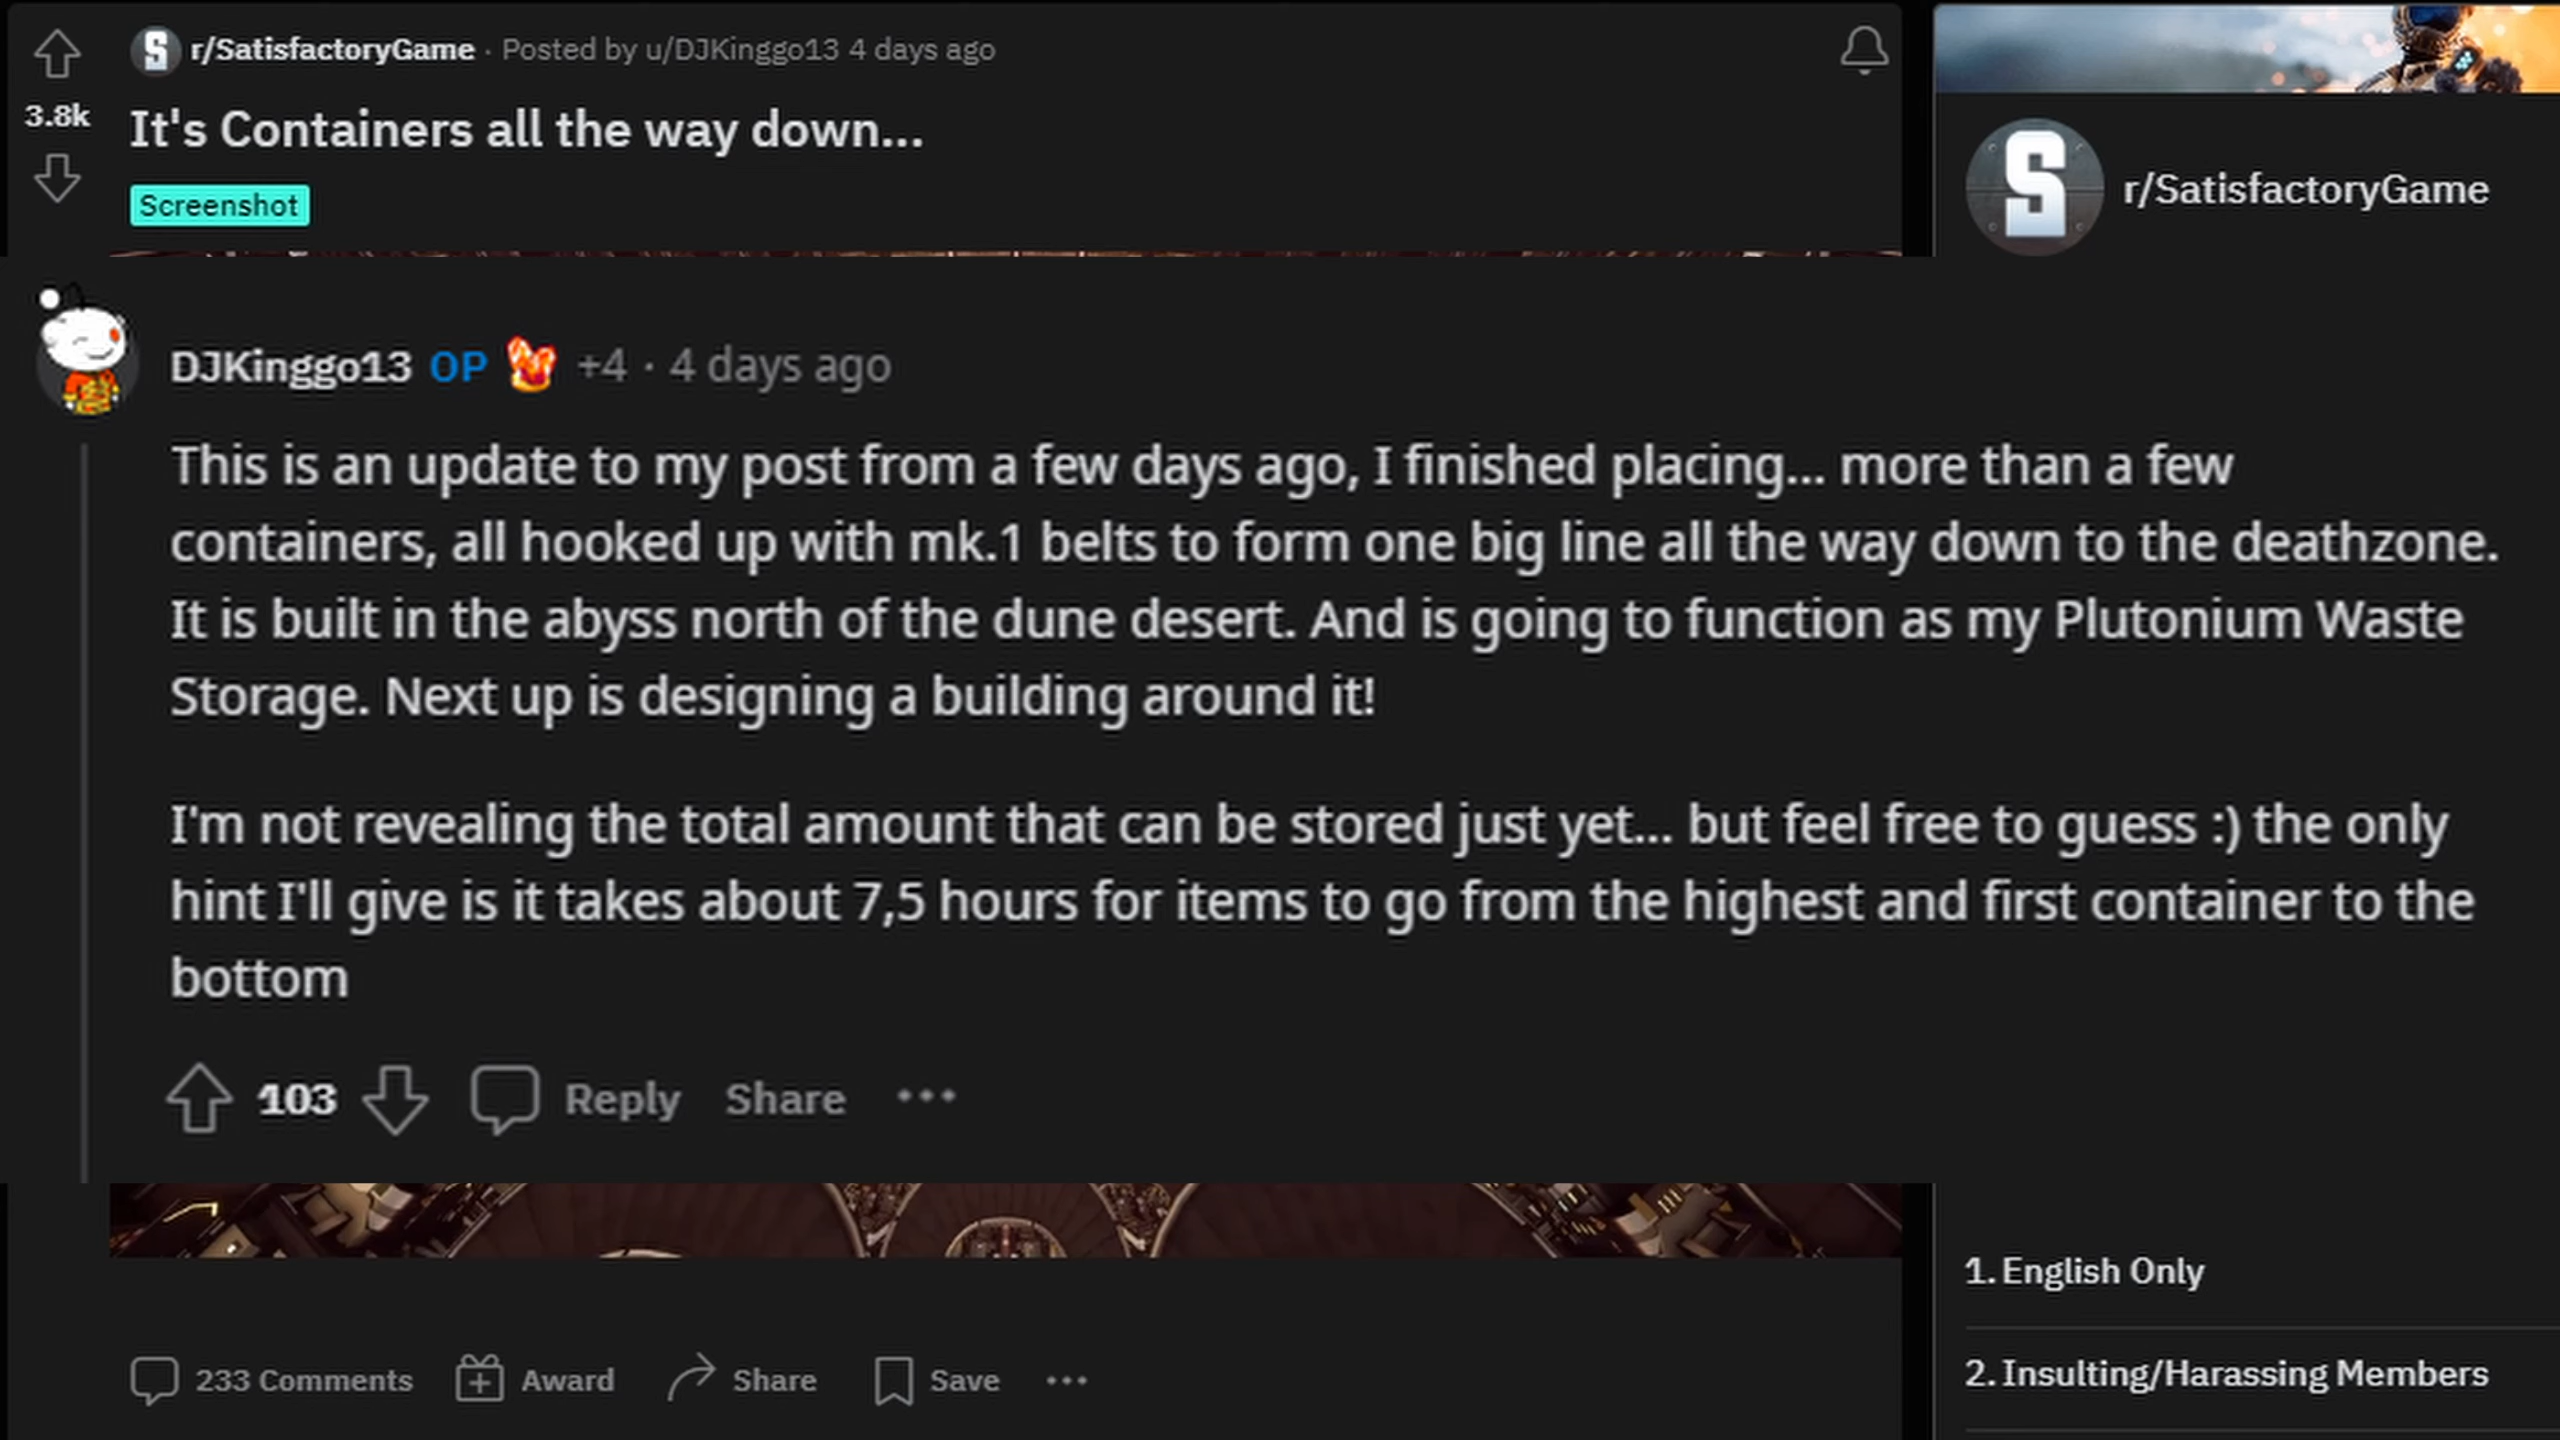 r/SatisfactoryGame · Posted by u/DJKinggo13 4 days ago
3.8k
It's Containers all the way down...
Screenshot
S r/SatisfactoryGame
DJKinggo13 OP +4 · 4 days ago
This is an update to my post from a few days ago, I finished placing... more than a few
containers, all hooked up with mk.1 belts to form one big line all the way down to the deathzone.
It is built in the abyss north of the dune desert. And is going to function as my Plutonium Waste
Storage. Next up is designing a building around it!
I'm not revealing the total amount that can be stored just yet... but feel free to guess :) the only
hint I'll give is it takes about 7,5 hours for items to go from the highest and first container to the
bottom
103 Reply Share ...
233 Comments Award Share Save ...
1. English Only
2. Insulting/Harassing Members